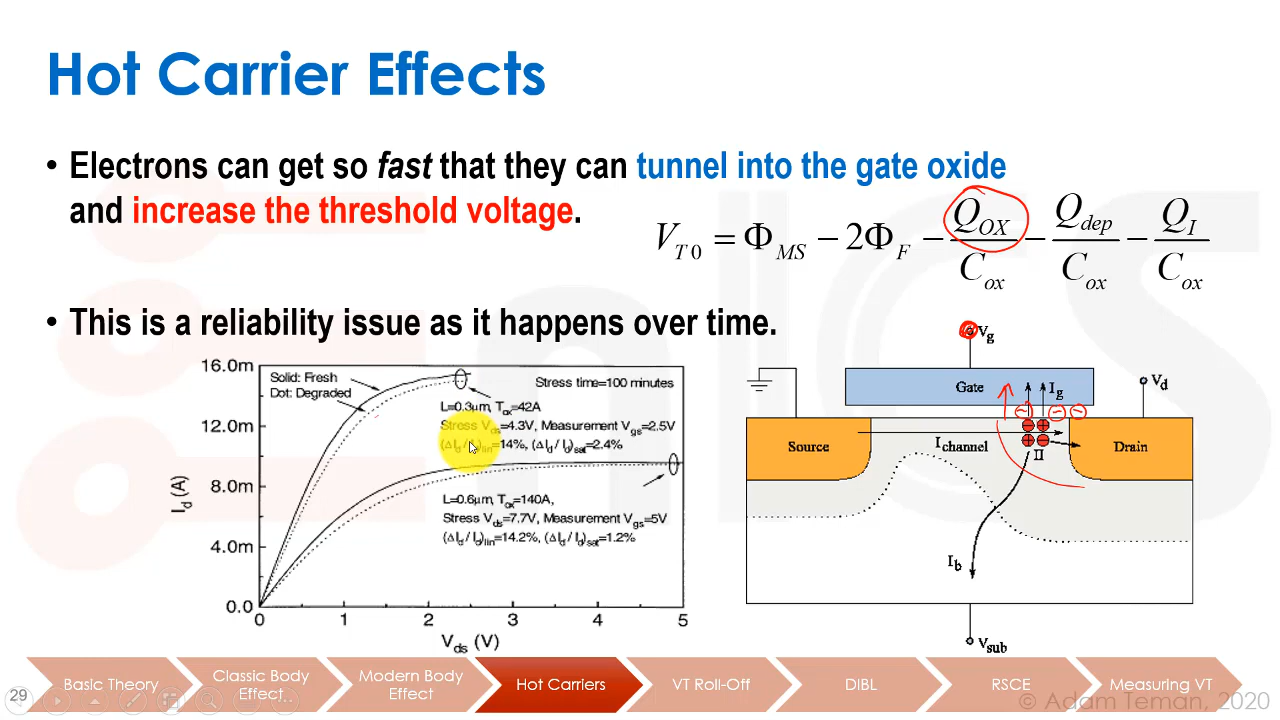 Hot Carrier Effects
• Electrons can get so fast that they can tunnel into the gate oxide
and increase the threshold voltage.
V_T0 = Φ_MS − 2Φ_F − Q_OX/C_ox − Q_dep/C_ox − Q_I/C_ox
• This is a reliability issue as it happens over time.
16.0m
12.0m
8.0m
4.0m
0.0
I_d (A)
Solid: Fresh
Dot: Degraded
Stress time=100 minutes
L=0.3μm, T_ox=42A
Stress V_ds=4.3V, Measurement V_gs=2.5V
(ΔI_d / I_d)_lin=14%, (ΔI_d / I_d)_sat=2.4%
L=0.6μm, T_ox=140A,
Stress V_ds=7.7V, Measurement V_gs=5V
(ΔI_d / I_d)_lin=14.2%, (ΔI_d / I_d)_sat=1.2%
0 1 2 3 4 5
V_ds (V)
V_g
Gate
I_g
V_d
Source
I_channel
II
Drain
I_b
V_sub
29
Basic Theory
Classic Body
Effect
Modern Body
Effect
Hot Carriers
VT Roll-Off
DIBL
RSCE
Measuring VT
© Adam Teman, 2020